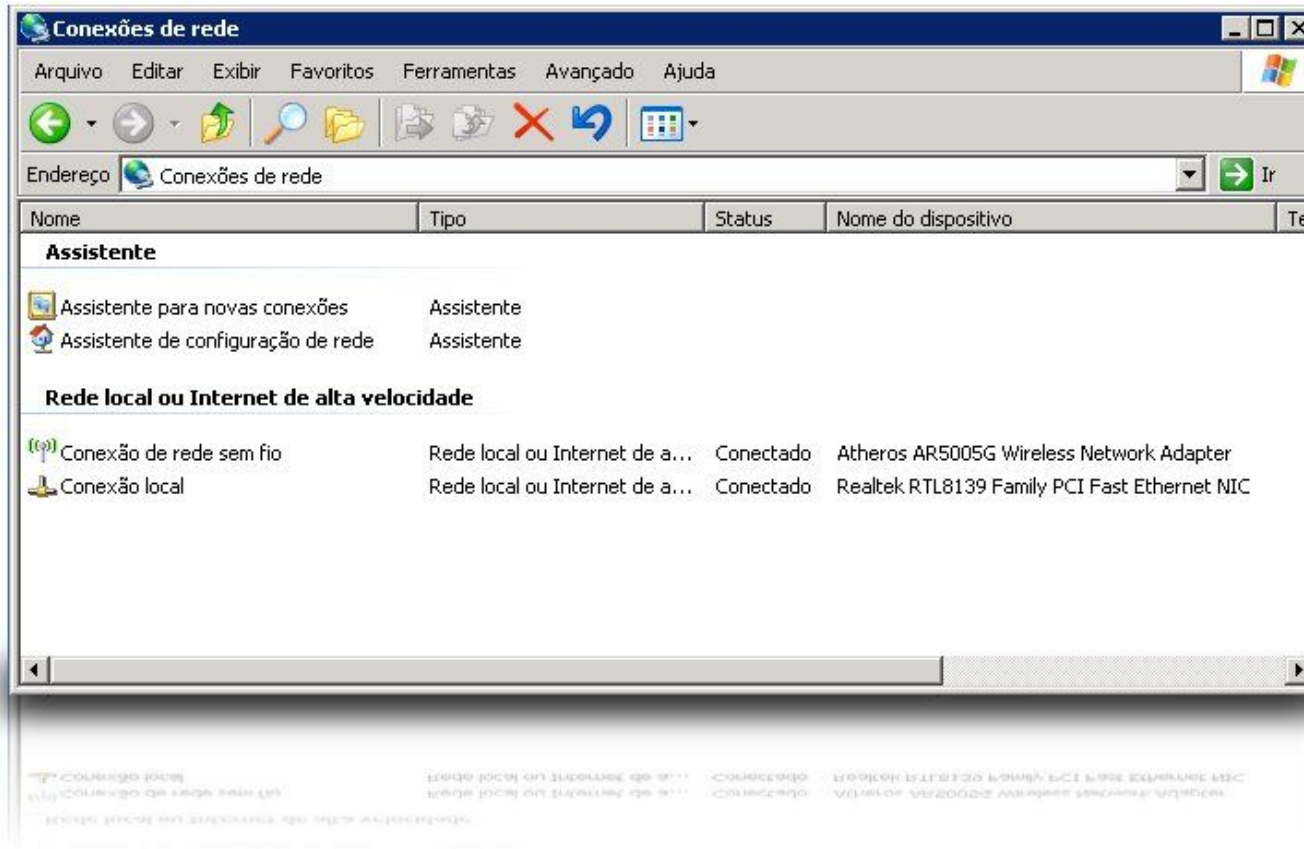 Conexões de rede
Arquivo Editar Exibir Favoritos Ferramentas Avançado Ajuda
Endereço Conexões de rede Ir
Nome Tipo Status Nome do dispositivo Te
Assistente
Assistente para novas conexões Assistente
Assistente de configuração de rede Assistente
Rede local ou Internet de alta velocidade
Conexão de rede sem fio Rede local ou Internet de a... Conectado Atheros AR5005G Wireless Network Adapter
Conexão local Rede local ou Internet de a... Conectado Realtek RTL8139 Family PCI Fast Ethernet NIC